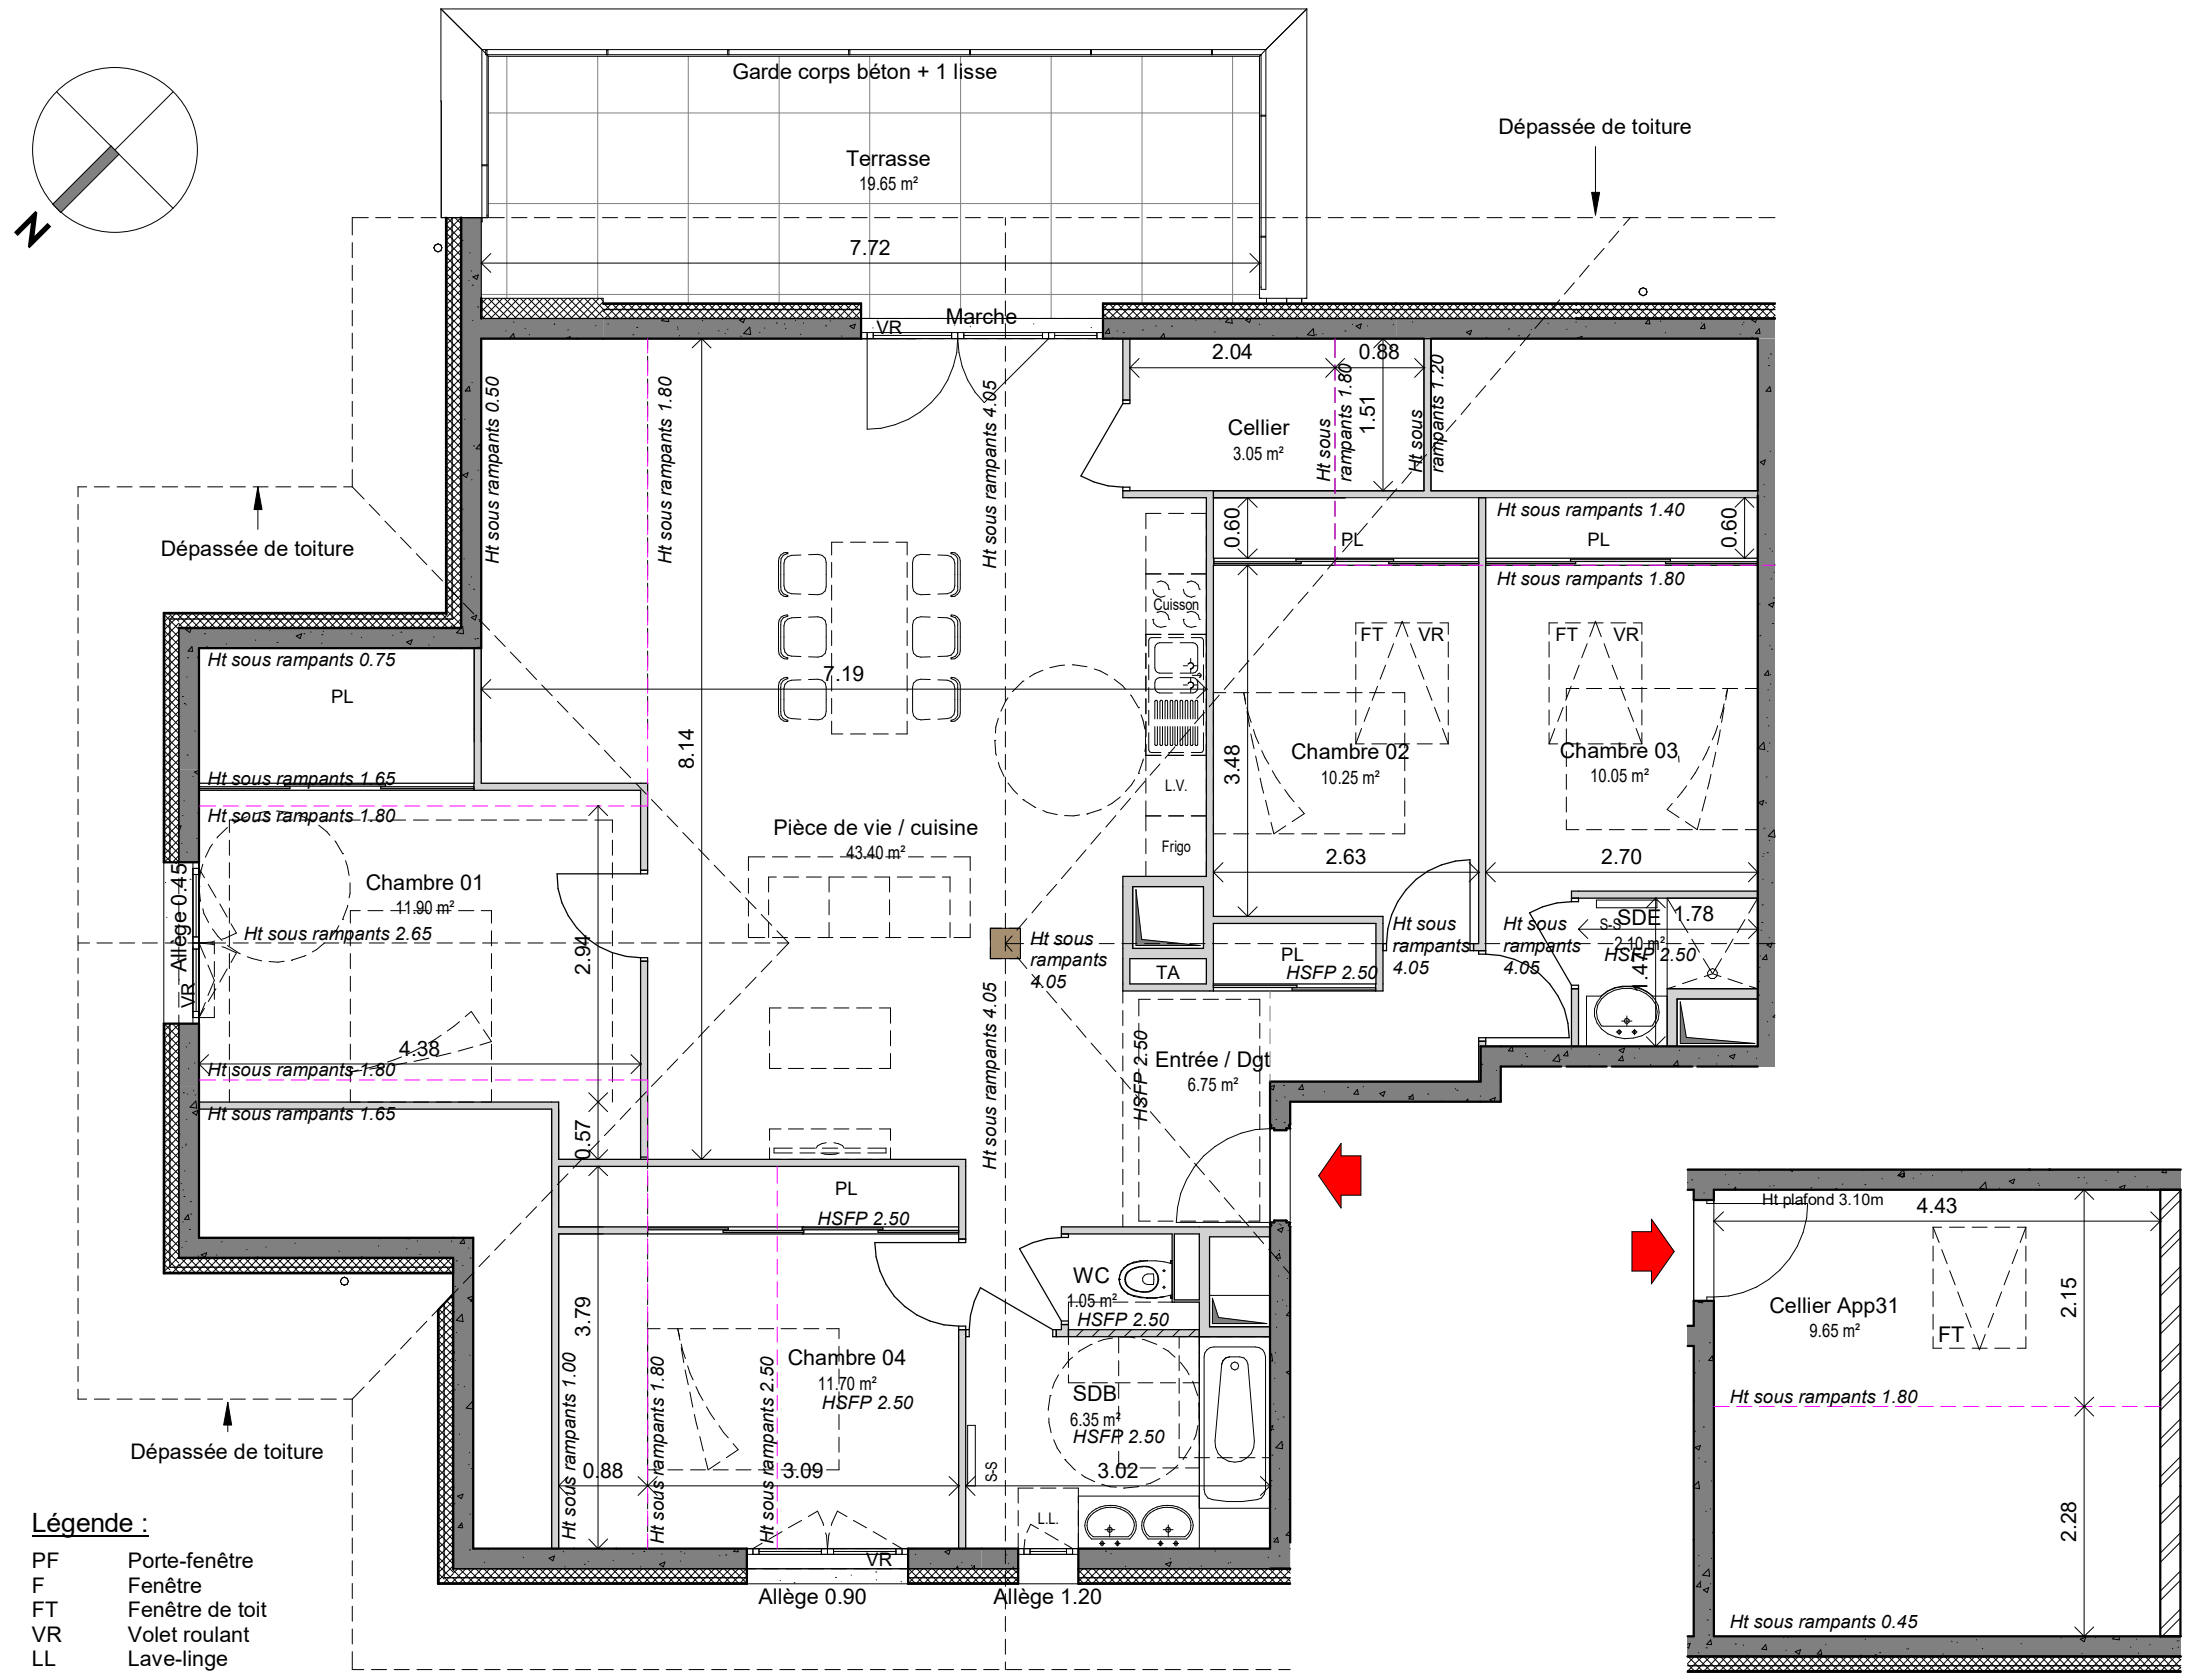 Garde corps béton + 1 lisse
Dépassée de toiture
Terrasse
19.65 m²
N
7.72
Marche
VR
2.04
0.88
Ht sous rampants 0.50
Ht sous rampants 1.80
Ht sous rampants 4.05
Cellier
3.05 m²
Ht sous
rampants 1.80
1.51
Ht sous
rampants 1.20
Dépassée de toiture
0.60
PL
Ht sous rampants 1.40
PL
0.60
Ht sous rampants 1.80
Cuisson
FT
VR
FT
VR
Ht sous rampants 0.75
PL
7.19
8.14
3.48
Chambre 02
10.25 m²
Chambre 03
10.05 m²
Ht sous rampants 1.65
L.V.
Ht sous rampants 1.80
Pièce de vie / cuisine
43.40 m²
Frigo
2.63
2.70
Allège 0.45
VR
Chambre 01
11.90 m²
Ht sous rampants 2.65
2.94
Ht sous
rampants
4.05
Ht sous
rampants
4.05
Ht sous
rampants
4.05
S-S
SDE
2.10 m²
HSFP 2.50
1.78
1.47
PL
HSFP 2.50
TA
4.38
Ht sous rampants 1.80
Ht sous rampants 4.05
HSFP 2.50
Entrée / Dgt
6.75 m²
Ht sous rampants 1.65
0.57
PL
HSFP 2.50
Ht plafond 3.10m
4.43
WC
1.05 m²
HSFP 2.50
Cellier App31
9.65 m²
FT
2.15
3.79
Chambre 04
11.70 m²
HSFP 2.50
Ht sous rampants 1.00
Ht sous rampants 1.80
Ht sous rampants 2.50
SDB
6.35 m²
HSFP 2.50
Ht sous rampants 1.80
Dépassée de toiture
0.88
3.09
S-S
3.02
2.28
L.L.
VR
Allège 0.90
Allège 1.20
Ht sous rampants 0.45
Légende :
PF Porte-fenêtre
F Fenêtre
FT Fenêtre de toit
VR Volet roulant
LL Lave-linge